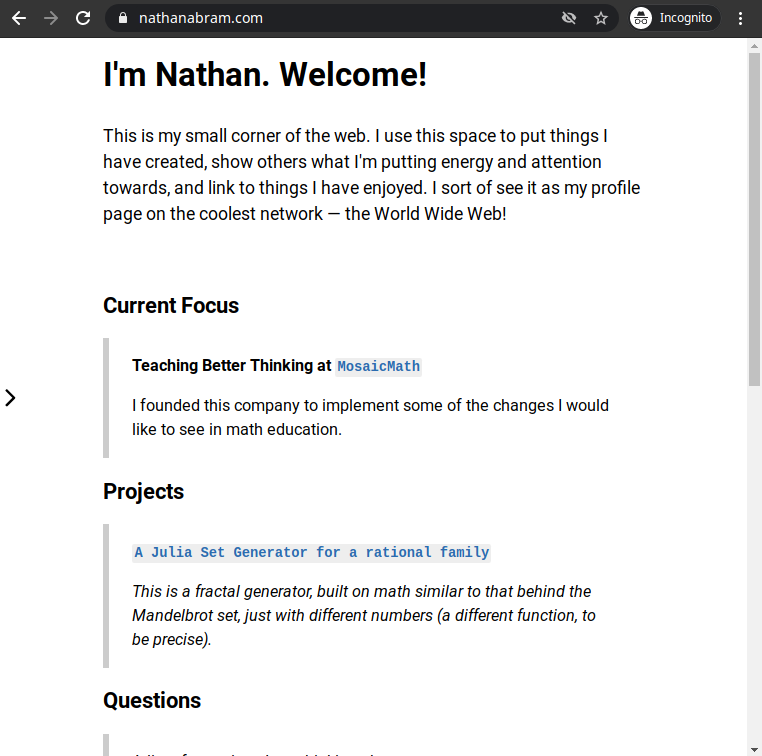 nathanabram.com
Incognito
I'm Nathan. Welcome!
This is my small corner of the web. I use this space to put things I
have created, show others what I'm putting energy and attention
towards, and link to things I have enjoyed. I sort of see it as my profile
page on the coolest network — the World Wide Web!
Current Focus
Teaching Better Thinking at MosaicMath
I founded this company to implement some of the changes I would
like to see in math education.
Projects
A Julia Set Generator for a rational family
This is a fractal generator, built on math similar to that behind the
Mandelbrot set, just with different numbers (a different function, to
be precise).
Questions